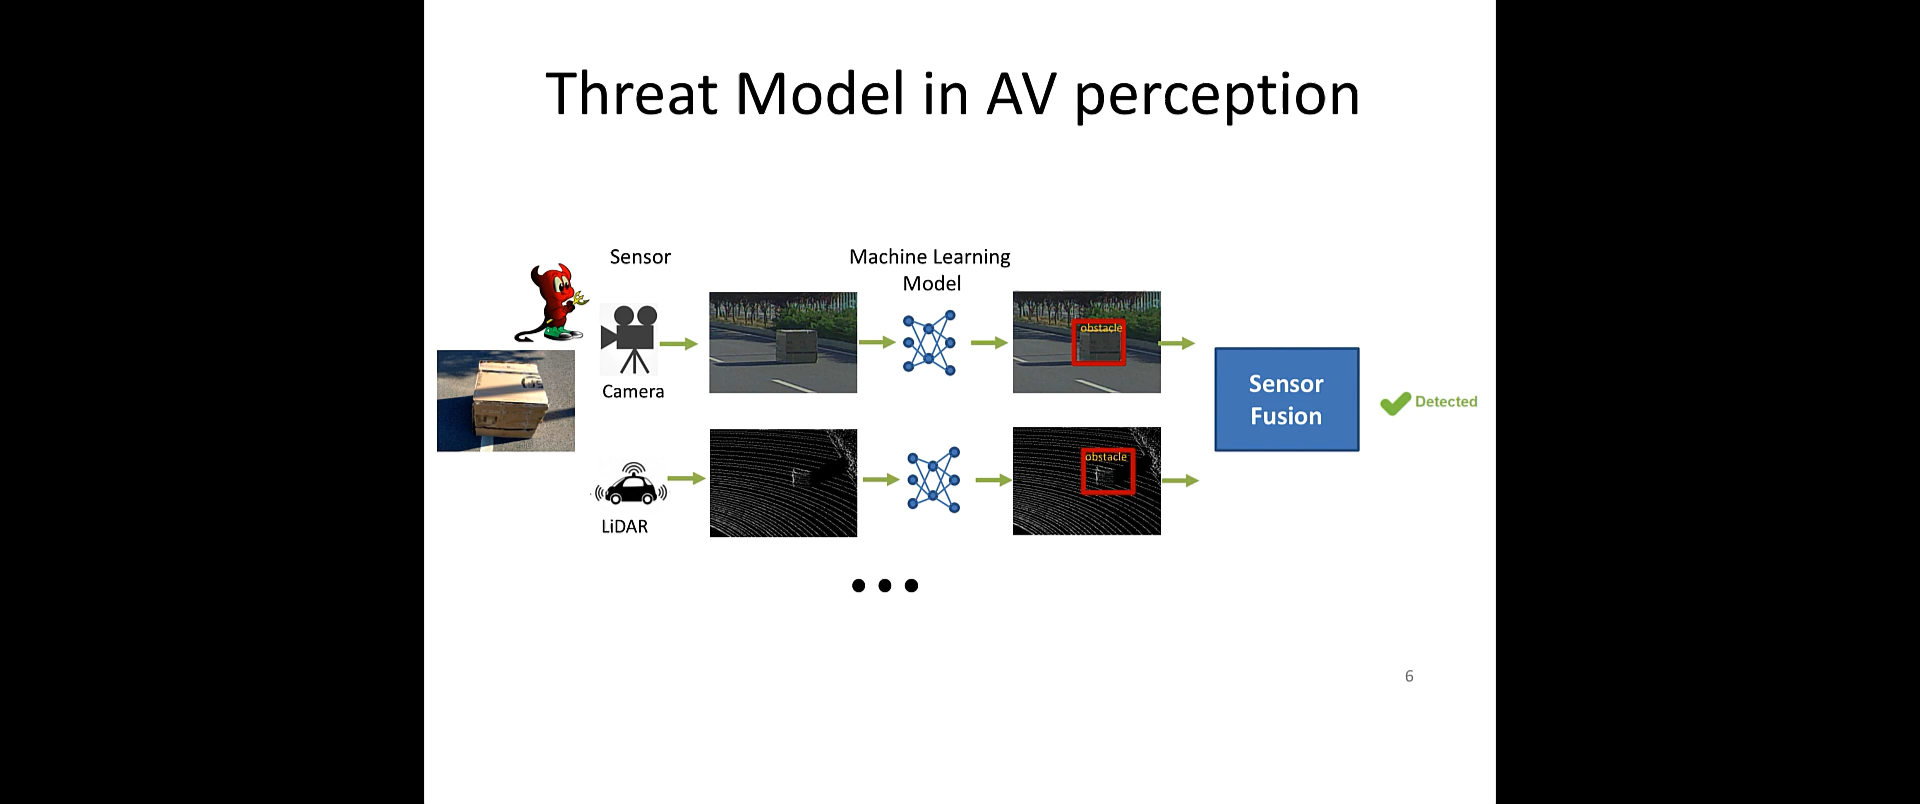 Threat Model in AV perception
Sensor
Machine Learning
Model
Camera
obstacle
Sensor
Fusion
Detected
LiDAR
obstacle
6